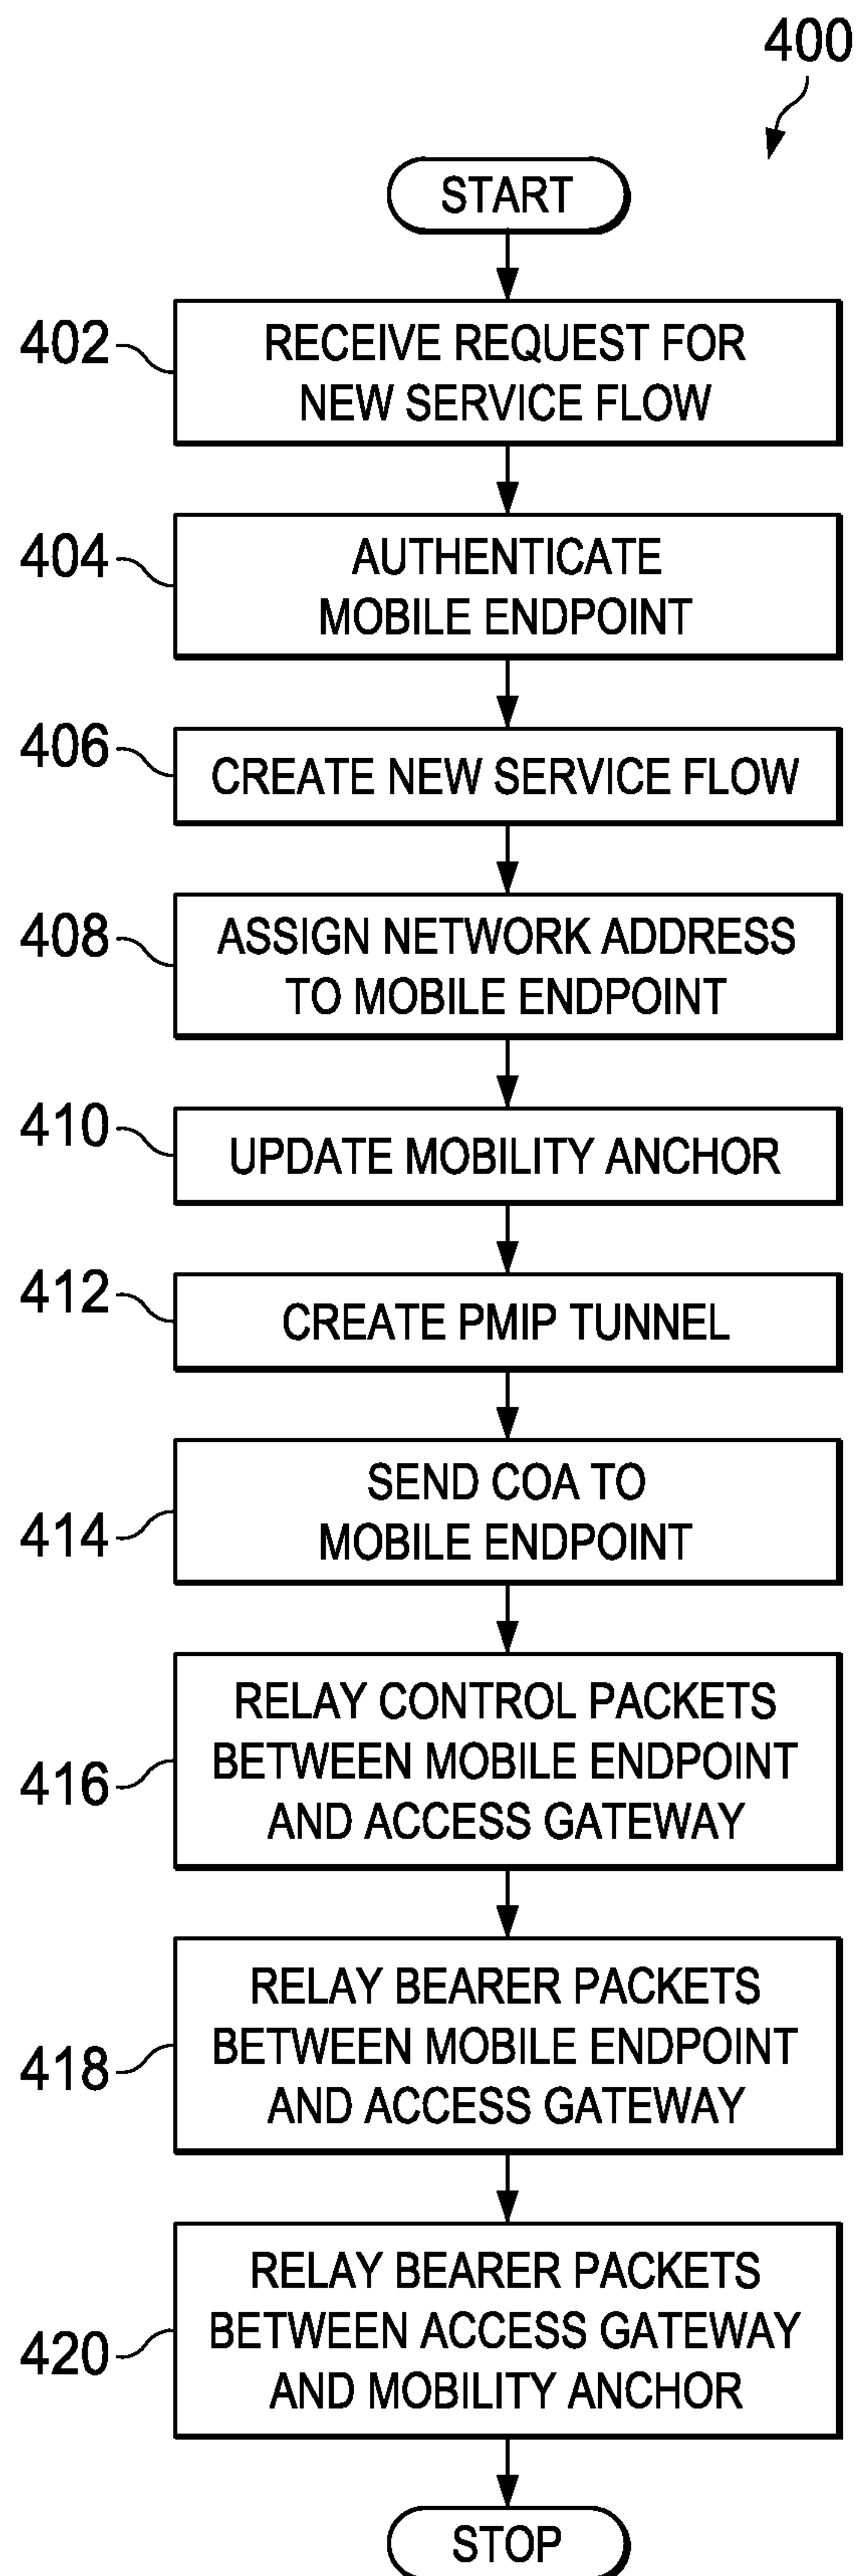 400
START
402
RECEIVE REQUEST FOR
NEW SERVICE FLOW
404
AUTHENTICATE
MOBILE ENDPOINT
406
CREATE NEW SERVICE FLOW
408
ASSIGN NETWORK ADDRESS
TO MOBILE ENDPOINT
410
UPDATE MOBILITY ANCHOR
412
CREATE PMIP TUNNEL
414
SEND COA TO
MOBILE ENDPOINT
416
RELAY CONTROL PACKETS
BETWEEN MOBILE ENDPOINT
AND ACCESS GATEWAY
418
RELAY BEARER PACKETS
BETWEEN MOBILE ENDPOINT
AND ACCESS GATEWAY
420
RELAY BEARER PACKETS
BETWEEN ACCESS GATEWAY
AND MOBILITY ANCHOR
STOP